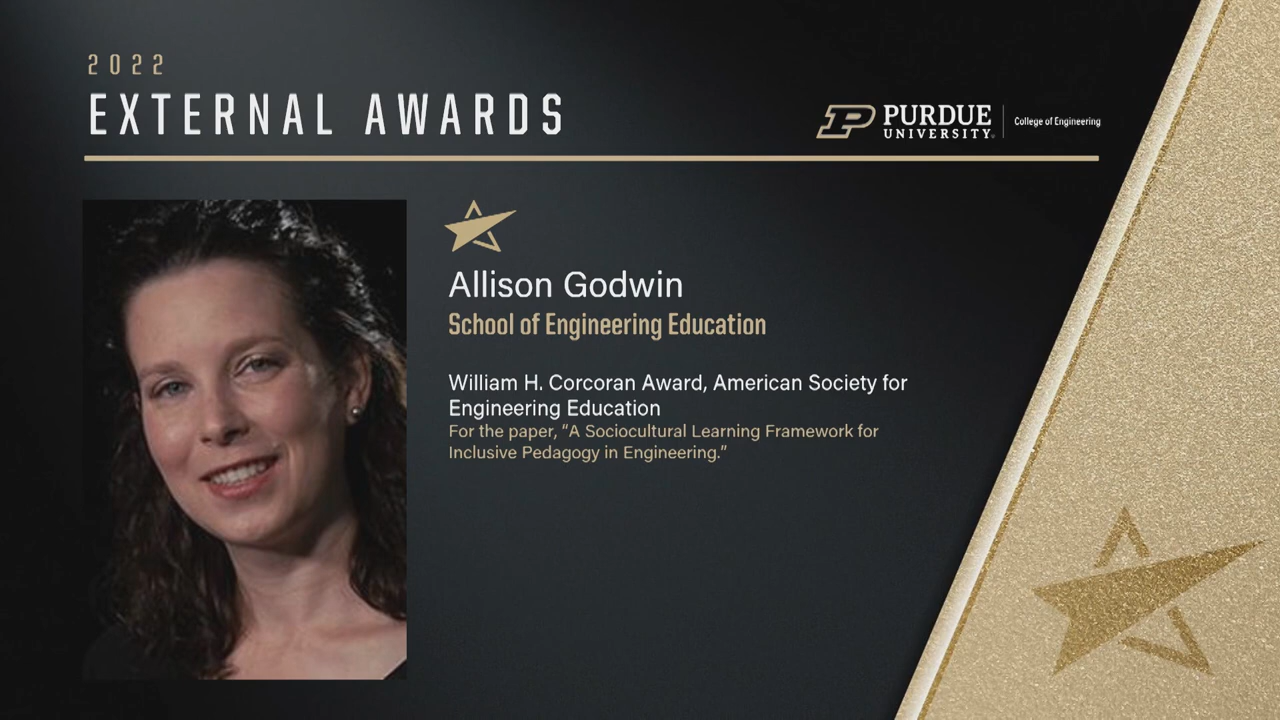 2022
EXTERNAL AWARDS
PURDUE
UNIVERSITY®
College of Engineering
Allison Godwin
School of Engineering Education
William H. Corcoran Award, American Society for
Engineering Education
For the paper, “A Sociocultural Learning Framework for
Inclusive Pedagogy in Engineering.”